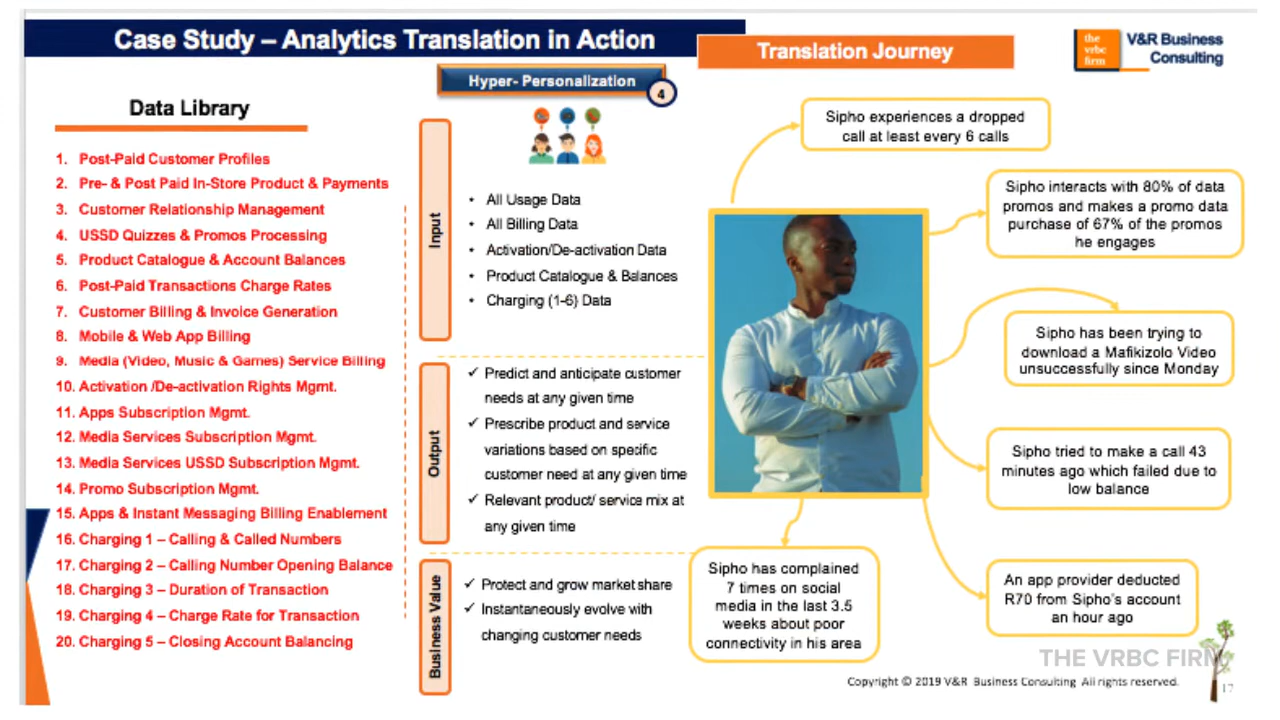 Case Study – Analytics Translation in Action
Translation Journey
the
vrbc
firm
V&R Business
Consulting
Hyper- Personalization
4
Data Library
1. Post-Paid Customer Profiles
2. Pre- & Post Paid In-Store Product & Payments
3. Customer Relationship Management
4. USSD Quizzes & Promos Processing
5. Product Catalogue & Account Balances
6. Post-Paid Transactions Charge Rates
7. Customer Billing & Invoice Generation
8. Mobile & Web App Billing
9. Media (Video, Music & Games) Service Billing
10. Activation /De-activation Rights Mgmt.
11. Apps Subscription Mgmt.
12. Media Services Subscription Mgmt.
13. Media Services USSD Subscription Mgmt.
14. Promo Subscription Mgmt.
15. Apps & Instant Messaging Billing Enablement
16. Charging 1 – Calling & Called Numbers
17. Charging 2 – Calling Number Opening Balance
18. Charging 3 – Duration of Transaction
19. Charging 4 – Charge Rate for Transaction
20. Charging 5 – Closing Account Balancing
Input
• All Usage Data
• All Billing Data
• Activation/De-activation Data
• Product Catalogue & Balances
• Charging (1-6) Data
Output
✓ Predict and anticipate customer
needs at any given time
✓ Prescribe product and service
variations based on specific
customer need at any given time
✓ Relevant product/ service mix at
any given time
Business Value
✓ Protect and grow market share
✓ Instantaneously evolve with
changing customer needs
Sipho experiences a dropped
call at least every 6 calls
Sipho interacts with 80% of data
promos and makes a promo data
purchase of 67% of the promos
he engages
Sipho has been trying to
download a Mafikizolo Video
unsuccessfully since Monday
Sipho tried to make a call 43
minutes ago which failed due to
low balance
An app provider deducted
R70 from Sipho's account
an hour ago
Sipho has complained
7 times on social
media in the last 3.5
weeks about poor
connectivity in his area
THE VRBC FIRM
Copyright © 2019 V&R Business Consulting All rights reserved.
17